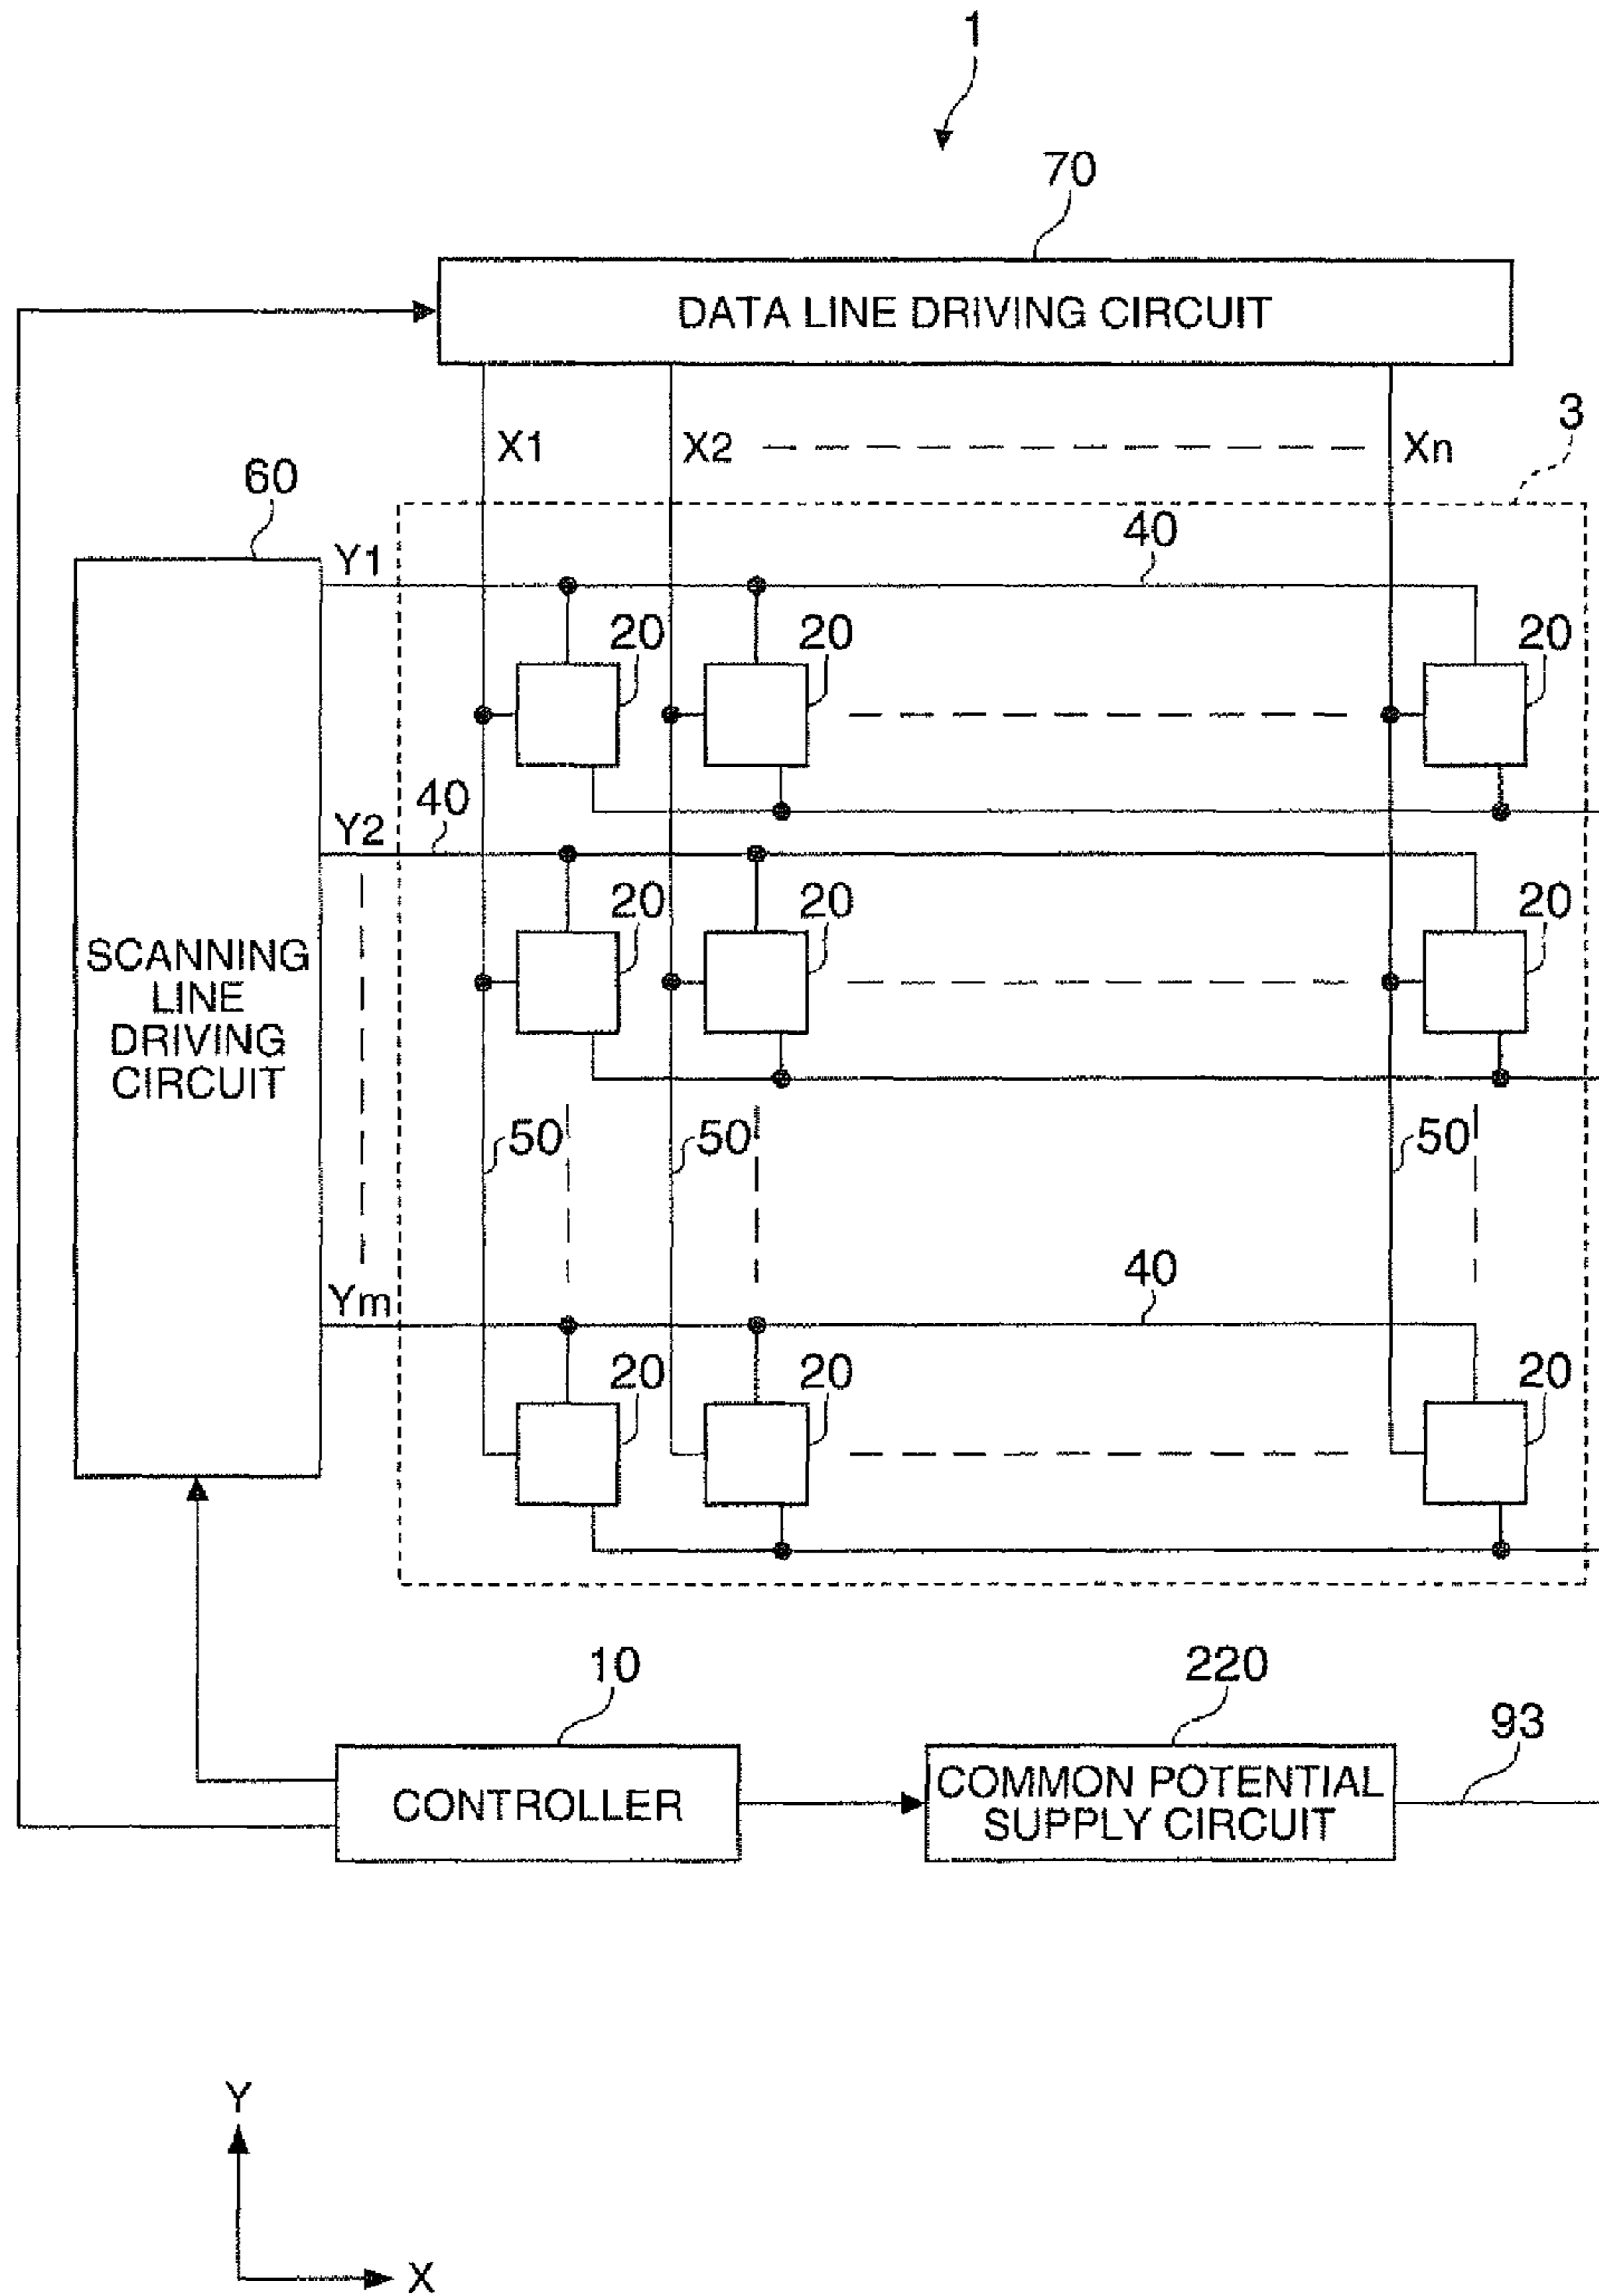 1
70
DATA LINE DRIVING CIRCUIT
X1 X2 Xn
3
60
Y1
40
20 20 20
Y2
40
20 20 20
SCANNING
LINE
DRIVING
CIRCUIT
50 50 50
Ym
40
20 20 20
10
220
93
CONTROLLER
COMMON POTENTIAL
SUPPLY CIRCUIT
Y
X